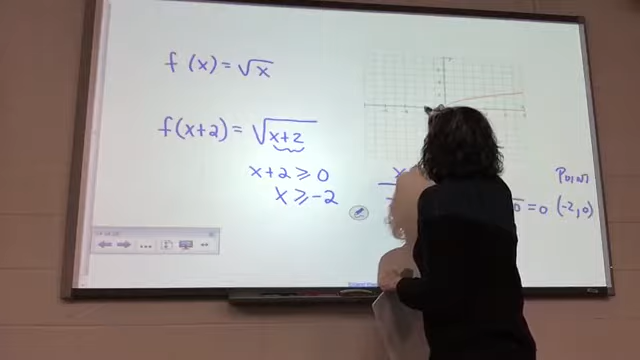 f(x) = √x
f(x+2) = √x+2
x+2 ≥ 0
x ≥ -2
x
Point
= 0 (-2,0)